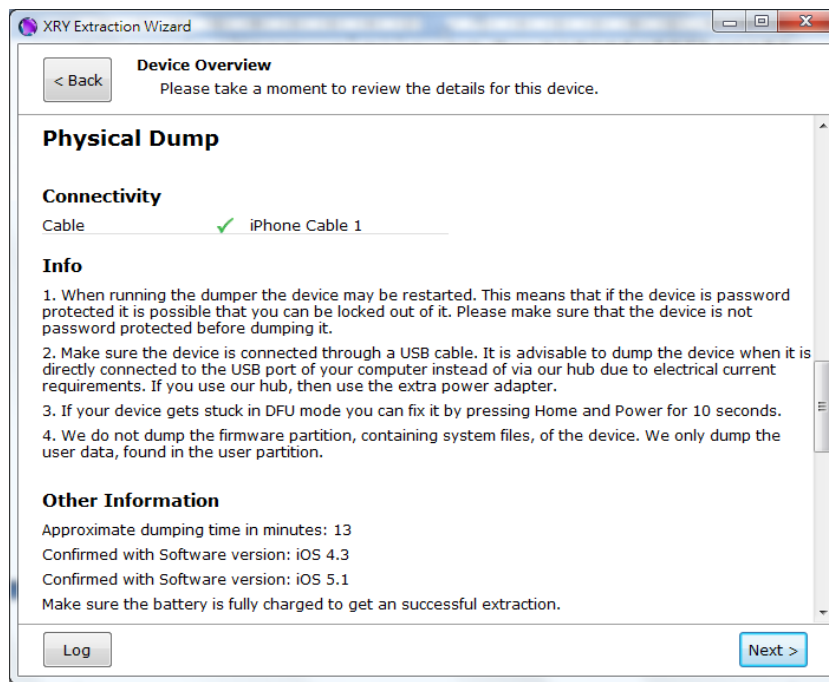 XRY Extraction Wizard
< Back
Device Overview
Please take a moment to review the details for this device.
Physical Dump
Connectivity
Cable iPhone Cable 1
Info
1. When running the dumper the device may be restarted. This means that if the device is password
protected it is possible that you can be locked out of it. Please make sure that the device is not
password protected before dumping it.
2. Make sure the device is connected through a USB cable. It is advisable to dump the device when it is
directly connected to the USB port of your computer instead of via our hub due to electrical current
requirements. If you use our hub, then use the extra power adapter.
3. If your device gets stuck in DFU mode you can fix it by pressing Home and Power for 10 seconds.
4. We do not dump the firmware partition, containing system files, of the device. We only dump the
user data, found in the user partition.
Other Information
Approximate dumping time in minutes: 13
Confirmed with Software version: iOS 4.3
Confirmed with Software version: iOS 5.1
Make sure the battery is fully charged to get an successful extraction.
Log
Next >